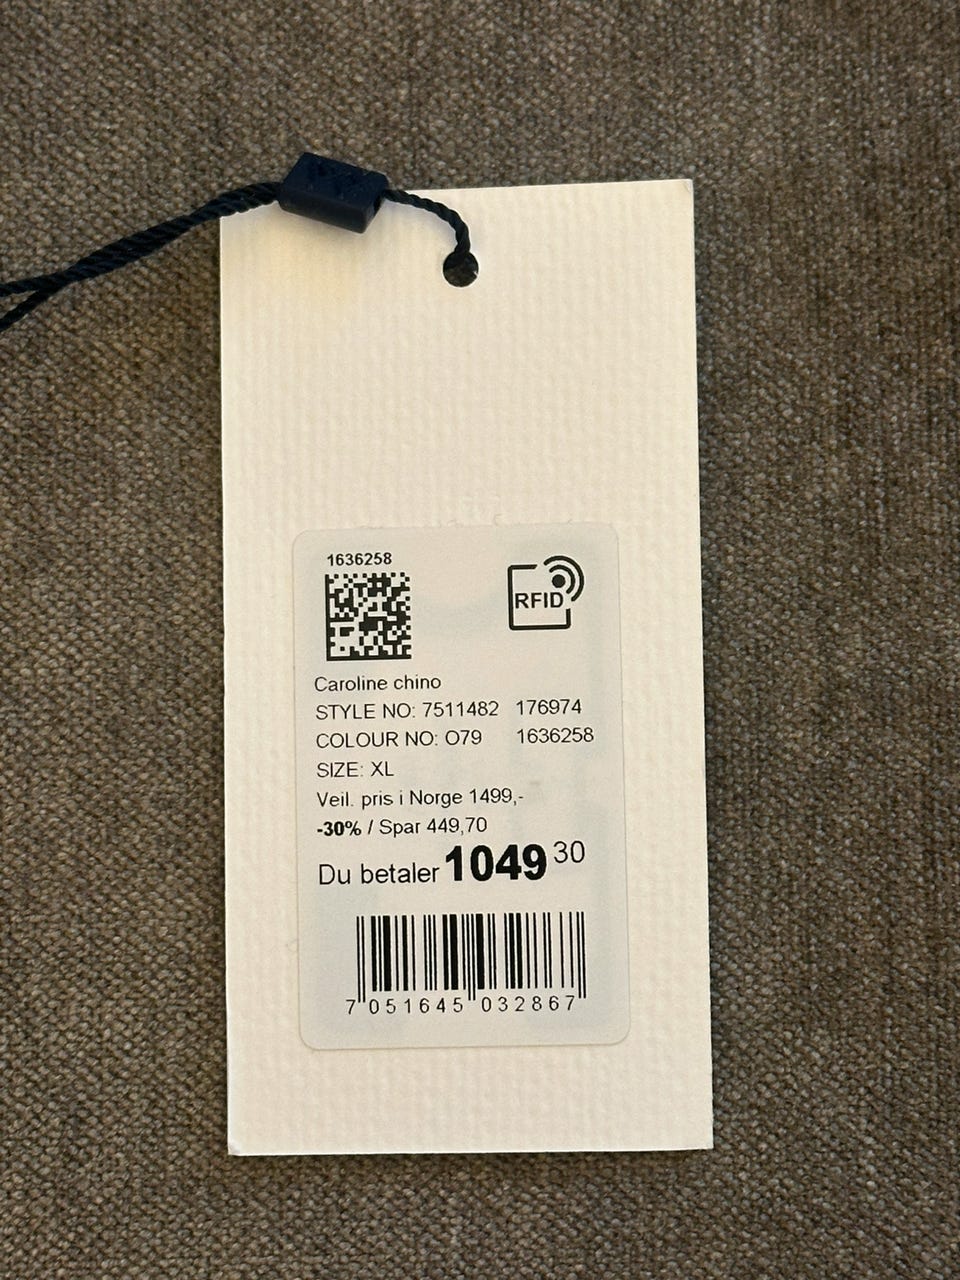 1636258
RFID
Caroline chino
STYLE NO: 7511482 176974
COLOUR NO: O79 1636258
SIZE: XL
Veil. pris i Norge 1499,-
-30% / Spar 449,70
Du betaler 1049 30
7 051645 032867